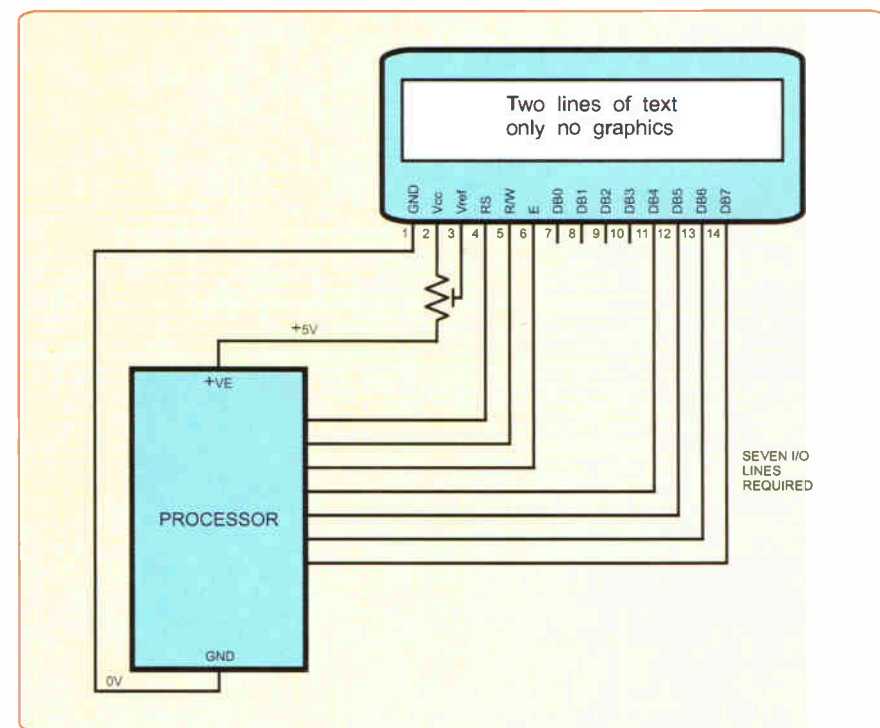 Two lines of text
only no graphics
GND Vcc Vref RS R/W E DB0 DB1 DB2 DB3 DB4 DB5 DB6 DB7
1 2 3 4 5 6 7 8 9 10 11 12 13 14
+5V
+VE
SEVEN I/O
LINES
REQUIRED
PROCESSOR
GND
0V